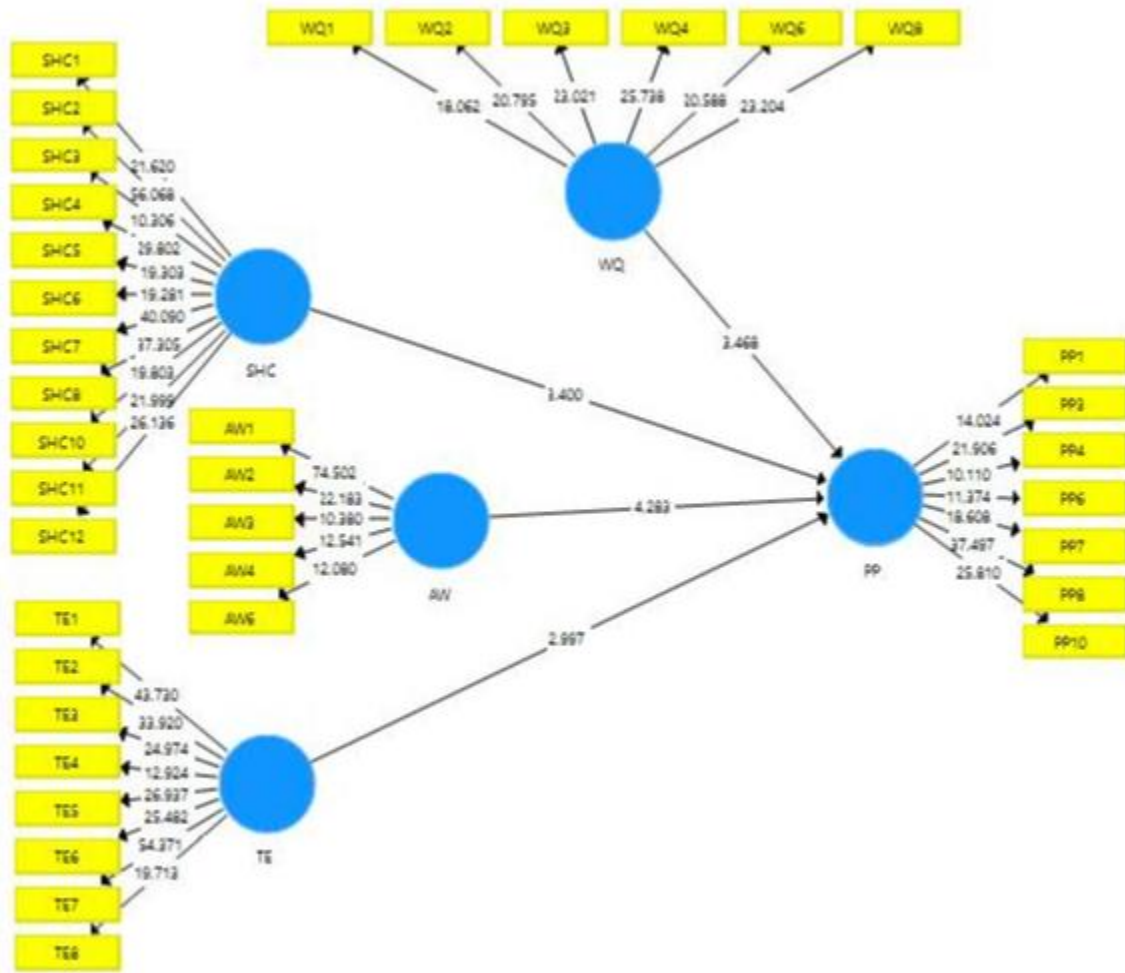 WQ1
WQ2
WQ3
WQ4
WQ6
WQ8
18.062
20.795
23.021
25.738
20.588
23.204
WQ
SHC1
SHC2
SHC3
SHC4
SHC5
SHC6
SHC7
SHC8
SHC10
SHC11
SHC12
21.620
56.068
10.306
29.802
19.303
19.281
40.090
37.305
19.803
21.999
26.136
SHC
3.468
3.400
AW1
AW2
AW3
AW4
AW6
74.502
22.183
10.380
12.541
12.080
AW
4.283
PP1
PP3
PP4
PP6
PP7
PP8
PP10
14.024
21.906
10.110
11.374
18.608
37.497
25.810
PP
TE1
TE2
TE3
TE4
TE5
TE6
TE7
TE8
43.730
33.920
24.974
12.924
26.937
25.482
54.371
19.713
TE
2.997